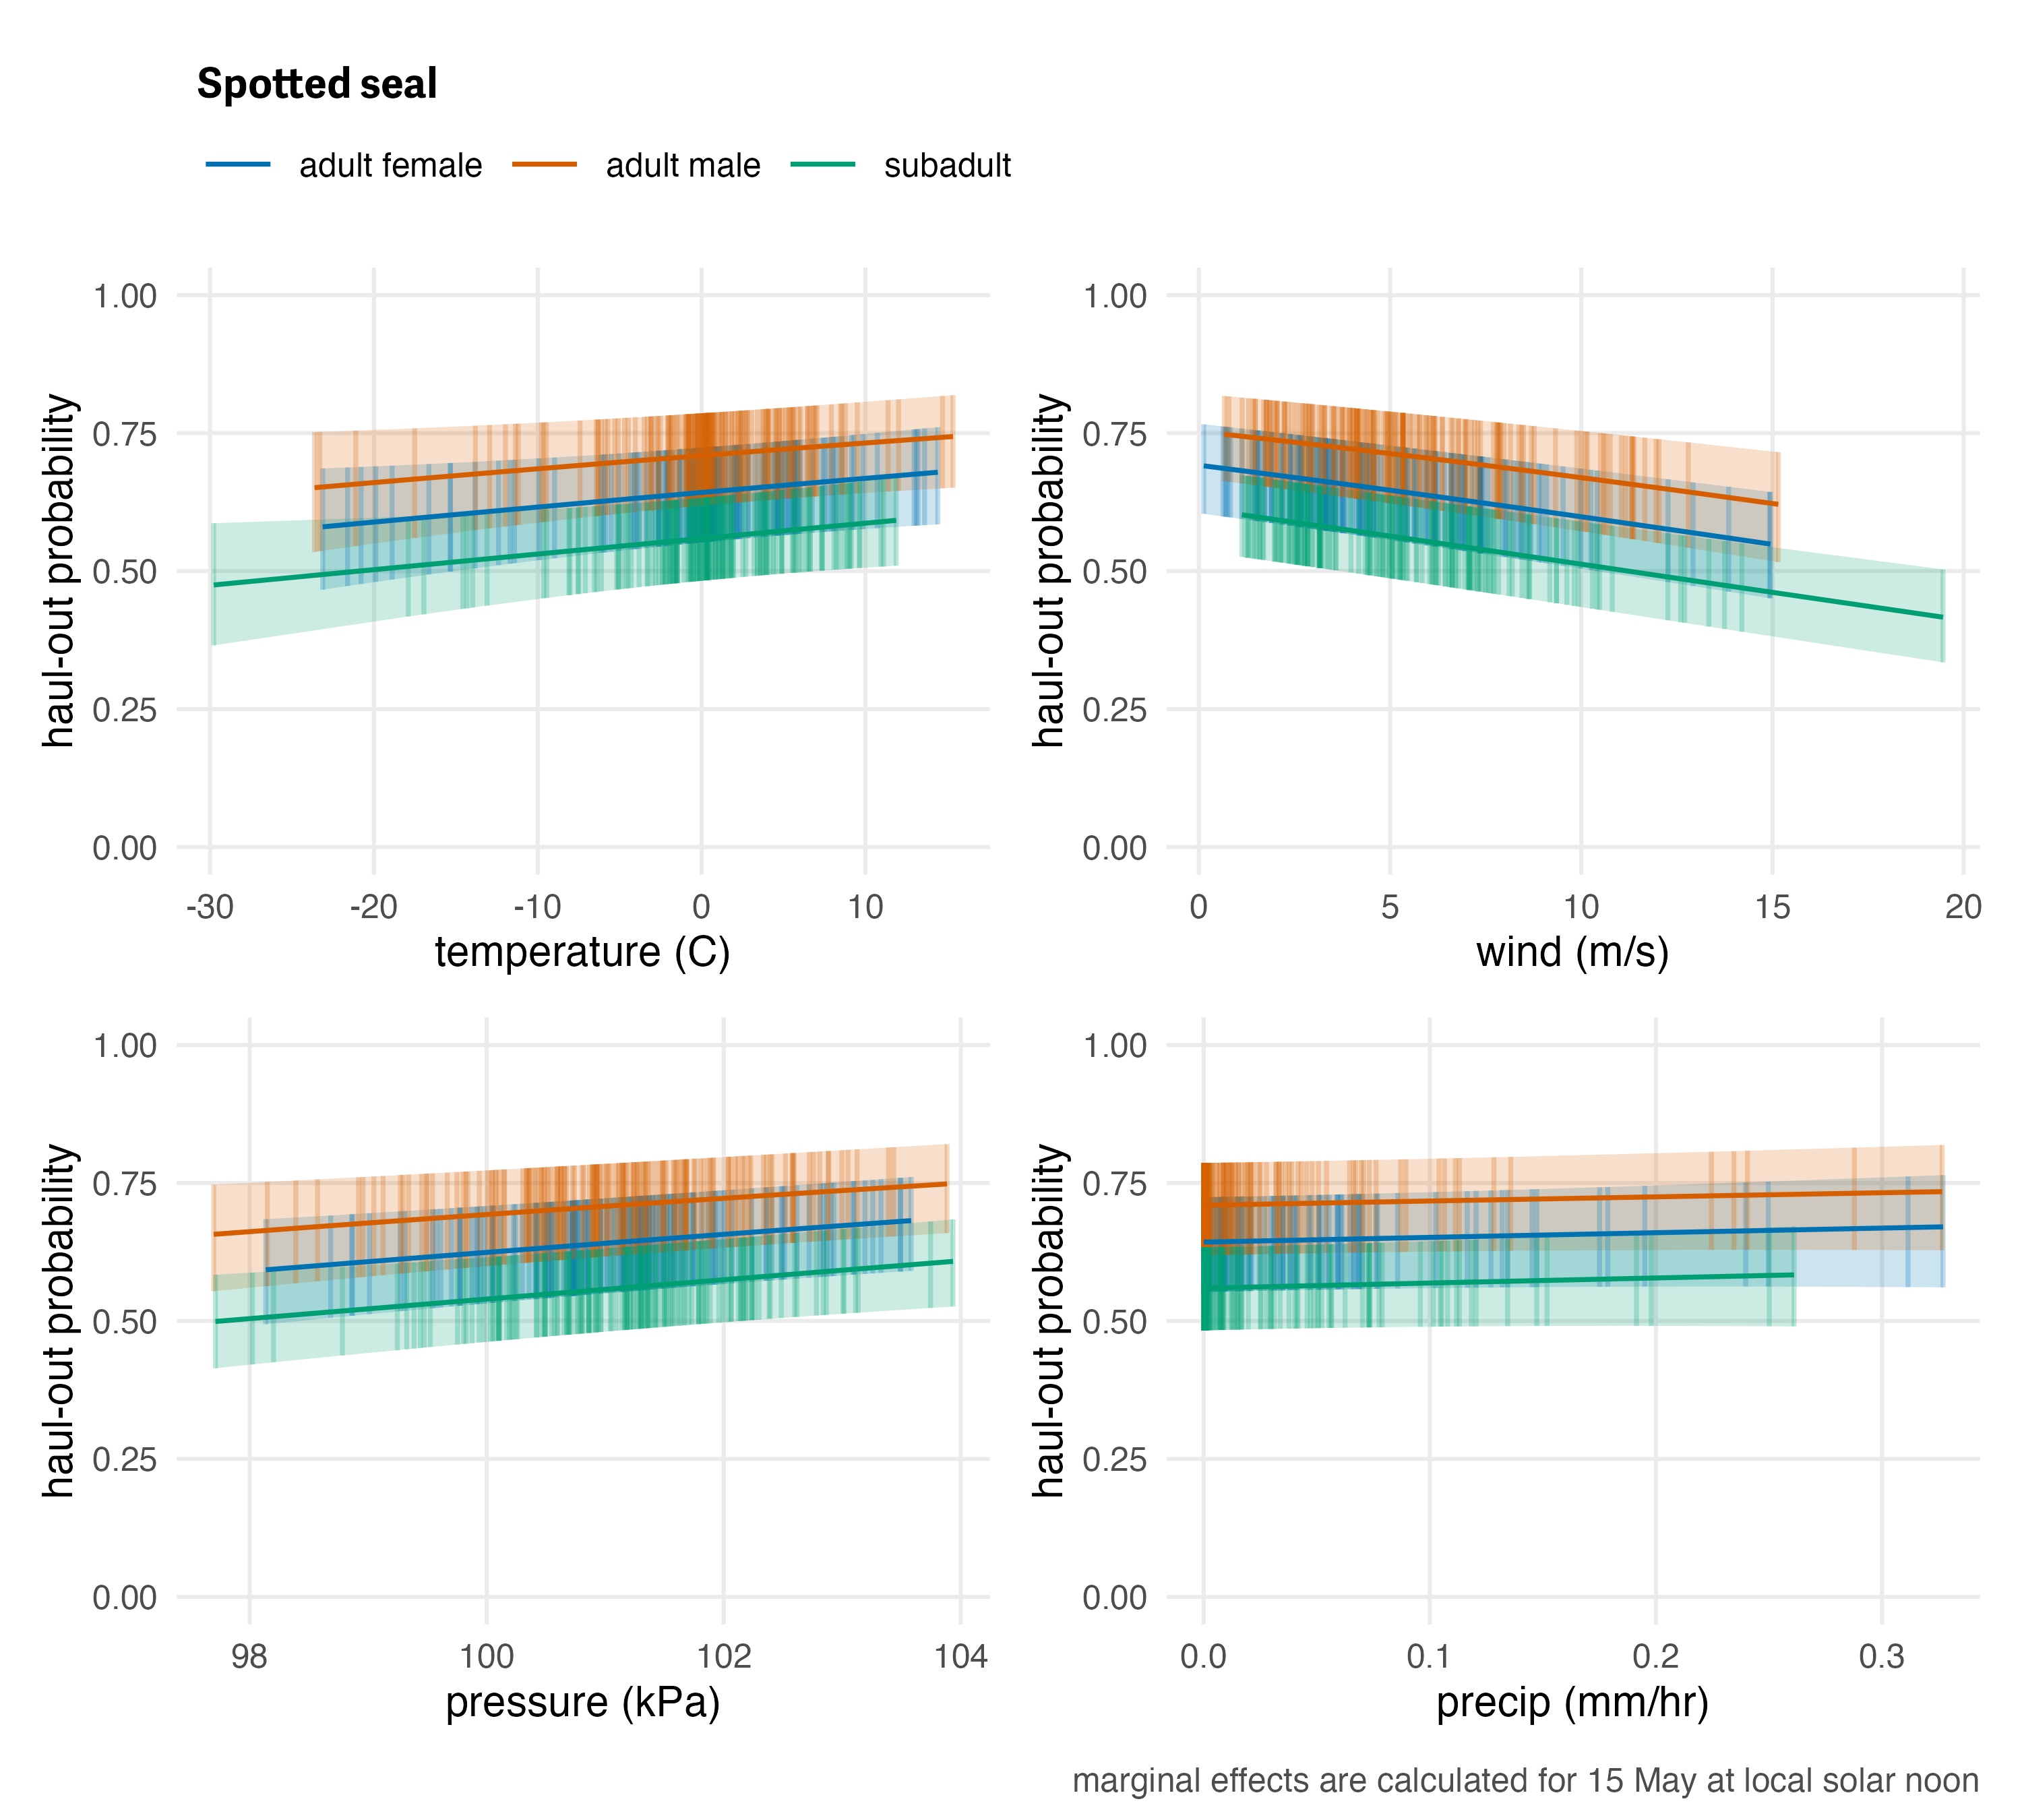 Spotted seal
adult female adult male subadult
haul-out probability
1.00
0.75
0.50
0.25
0.00
-30 -20 -10 0 10
temperature (C)
haul-out probability
1.00
0.75
0.50
0.25
0.00
0 5 10 15 20
wind (m/s)
haul-out probability
1.00
0.75
0.50
0.25
0.00
98 100 102 104
pressure (kPa)
haul-out probability
1.00
0.75
0.50
0.25
0.00
0.0 0.1 0.2 0.3
precip (mm/hr)
marginal effects are calculated for 15 May at local solar noon